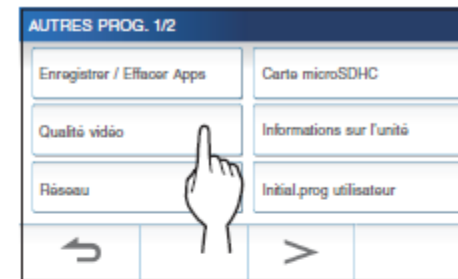 AUTRES PROG. 1/2
Enregistrer / Effacer Apps
Carte microSDHC
Qualité vidéo
Informations sur l'unité
Réseau
Initial.prog utilisateur
>